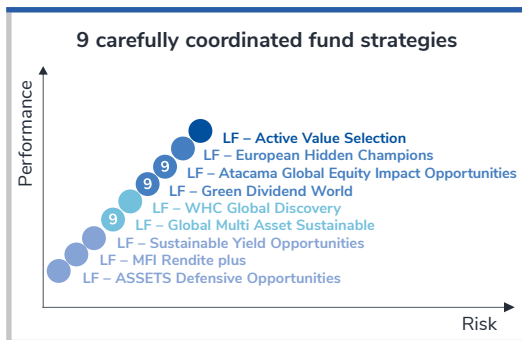 9 carefully coordinated fund strategies
Performance
LF – Active Value Selection
LF – European Hidden Champions
9 LF – Atacama Global Equity Impact Opportunities
9 LF – Green Dividend World
LF – WHC Global Discovery
9 LF – Global Multi Asset Sustainable
LF – Sustainable Yield Opportunities
LF – MFI Rendite plus
LF – ASSETS Defensive Opportunities
Risk